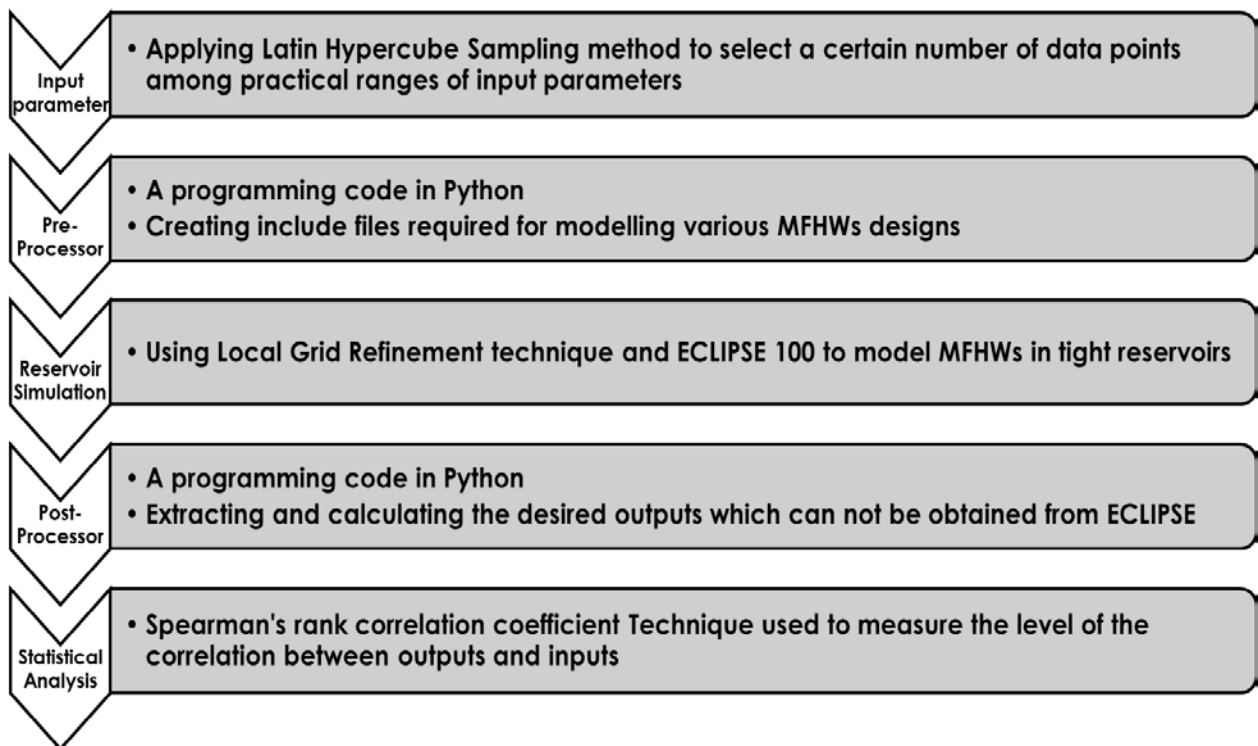 Input
parameter
• Applying Latin Hypercube Sampling method to select a certain number of data points
among practical ranges of input parameters
Pre-
Processor
• A programming code in Python
• Creating include files required for modelling various MFHWs designs
Reservoir
Simulation
• Using Local Grid Refinement technique and ECLIPSE 100 to model MFHWs in tight reservoirs
Post-
Processor
• A programming code in Python
• Extracting and calculating the desired outputs which can not be obtained from ECLIPSE
Statistical
Analysis
• Spearman's rank correlation coefficient Technique used to measure the level of the
correlation between outputs and inputs